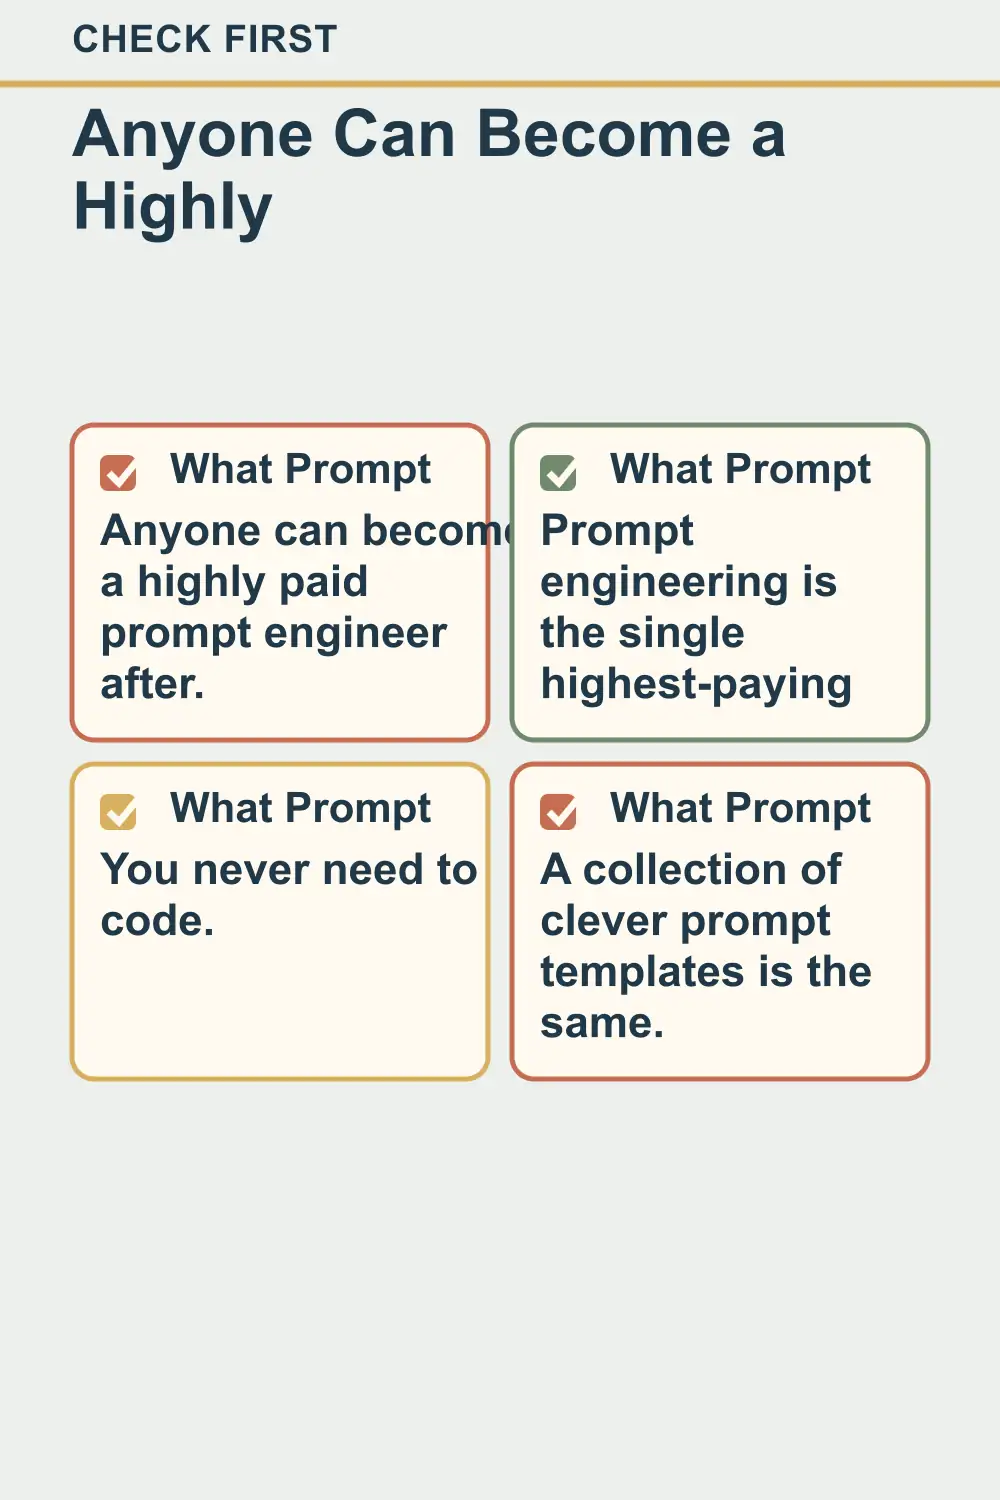 CHECK FIRST
Anyone Can Become a
Highly
What Prompt
Anyone can become
a highly paid
prompt engineer
after.
What Prompt
Prompt
engineering is
the single
highest-paying
What Prompt
You never need to
code.
What Prompt
A collection of
clever prompt
templates is the
same.